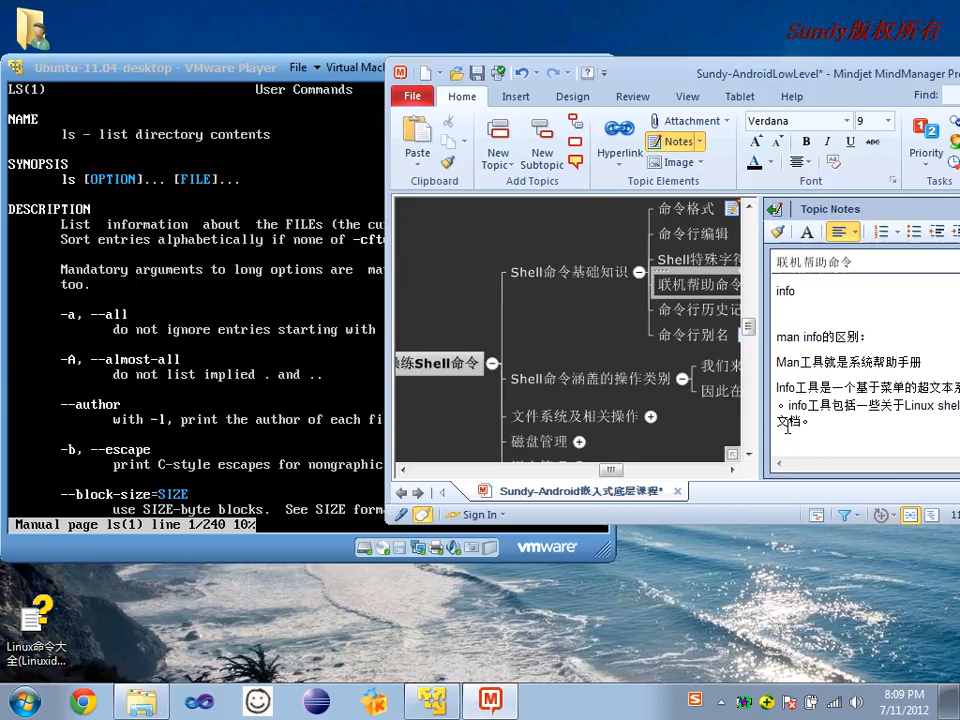 Sundy版权所有
Ubuntu-11.04-desktop - VMware Player File Virtual Mac
LS(1) User Commands
NAME
ls - list directory contents
SYNOPSIS
ls [OPTION]... [FILE]...
DESCRIPTION
List information about the FILEs (the cu
Sort entries alphabetically if none of -cftu
Mandatory arguments to long options are ma
too.
-a, --all
do not ignore entries starting with
-A, --almost-all
do not list implied . and ..
--author
with -l, print the author of each fi
-b, --escape
print C-style escapes for nongraphic
--block-size=SIZE
use SIZE-byte blocks. See SIZE form
Manual page ls(1) line 1/240 10%
vmware
Sundy-AndroidLowLevel* - Mindjet MindManager Pro
File Home Insert Design Review View Tablet Help Find:
Paste
Clipboard
New Topic
New Subtopic
Add Topics
Hyperlink
Attachment
Notes
Image
Topic Elements
Verdana 9
B I U abc
A
Font
Priority
Tasks
命令格式
命令行编辑
Shell特殊字符
Shell命令基础知识
联机帮助命令
命令行历史记
命令行别名
练Shell命令
我们来
Shell命令涵盖的操作类别
因此在
文件系统及相关操作
磁盘管理
Sundy-Android嵌入式底层课程*
Sign In
Topic Notes
联机帮助命令
info
man info的区别：
Man工具就是系统帮助手册
Info工具是一个基于菜单的超文本系
。info工具包括一些关于Linux shel
文档。
11
Linux命令大
全(Linuxid...
8:09 PM
7/11/2012